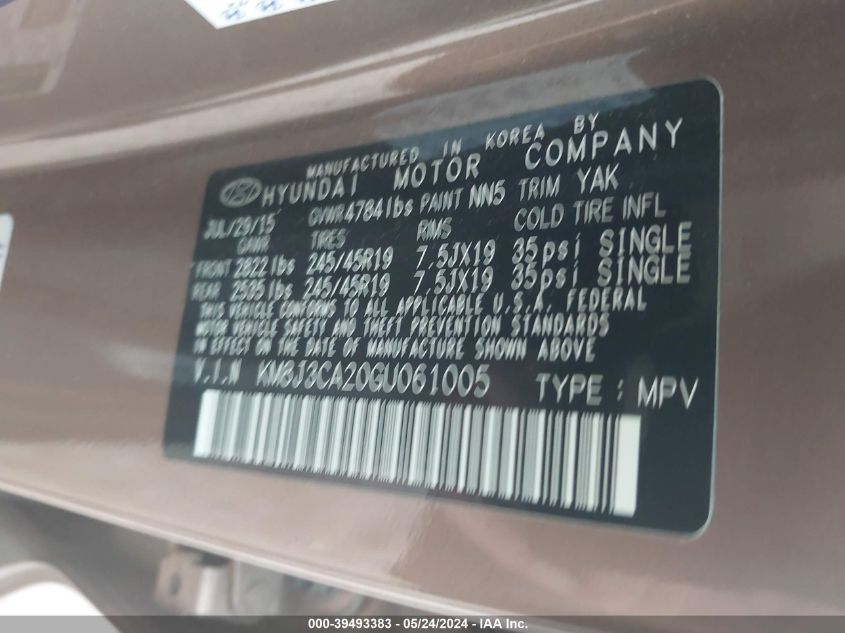 MANUFACTURED IN KOREA BY
HYUNDAI MOTOR COMPANY
JUL/29/15 GVWR4784lbs PAINT NN5 TRIM YAK
GAWR TIRES RIMS COLD TIRE INFL
FRONT 2822lbs 245/45R19 7.5JX19 35psi SINGLE
REAR 2595lbs 245/45R19 7.5JX19 35psi SINGLE
THIS VEHICLE CONFORMS TO ALL APPLICABLE U.S.A. FEDERAL
MOTOR VEHICLE SAFETY AND THEFT PREVENTION STANDARDS
IN EFFECT ON THE DATE OF MANUFACTURE SHOWN ABOVE
V.I.N KM8J3CA20GU061005 TYPE : MPV
000-39493383 - 05/24/2024 - IAA Inc.